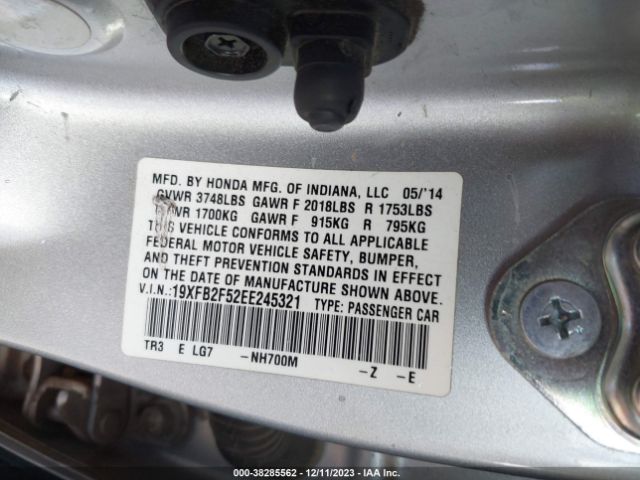 MFD. BY HONDA MFG. OF INDIANA, LLC 05/'14
GVWR 3748LBS GAWR F 2018LBS R 1753LBS
GVWR 1700KG GAWR F 915KG R 795KG
THIS VEHICLE CONFORMS TO ALL APPLICABLE
FEDERAL MOTOR VEHICLE SAFETY, BUMPER,
AND THEFT PREVENTION STANDARDS IN EFFECT
ON THE DATE OF MANUFACTURE SHOWN ABOVE.
V.I.N.:19XFB2F52EE245321 TYPE: PASSENGER CAR
TR3 E LG7 -NH700M -Z -E
000-38285562 - 12/11/2023 - IAA Inc.